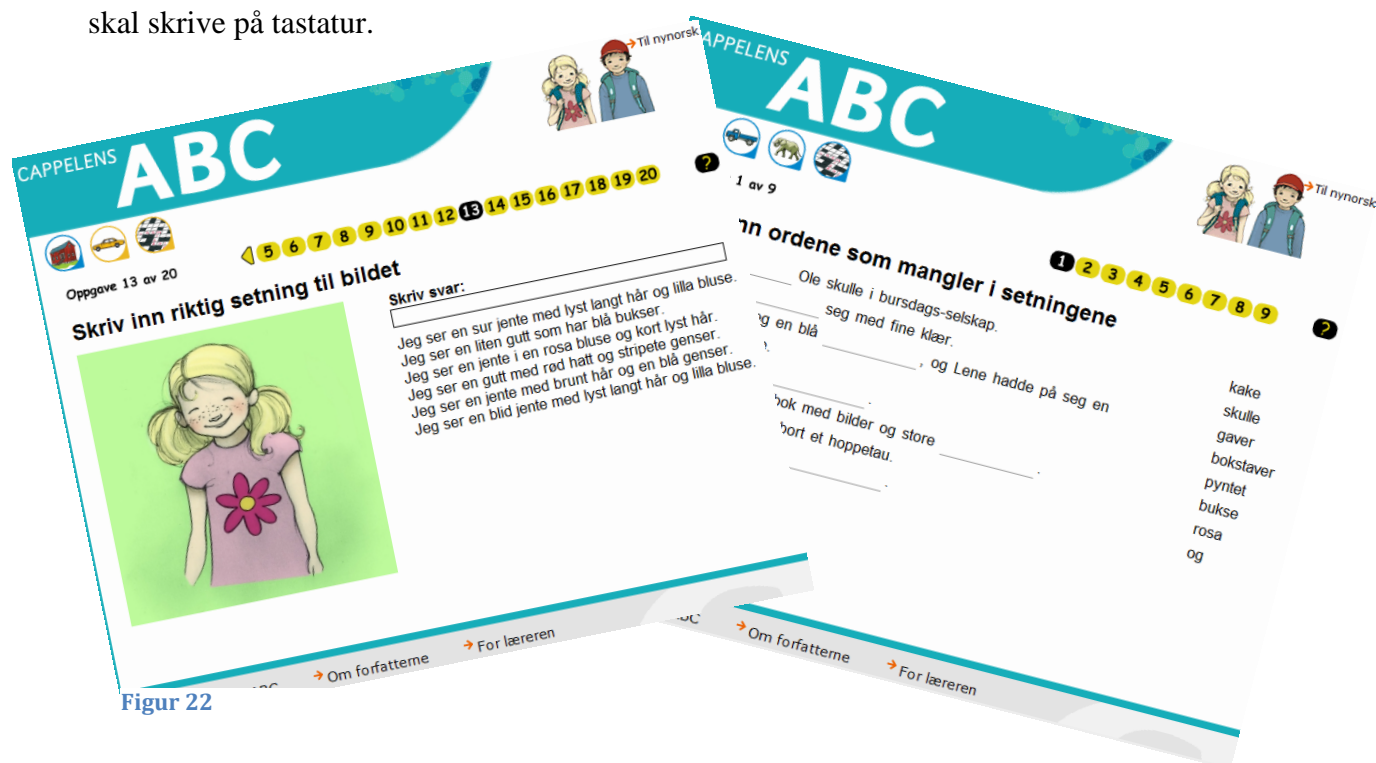 skal skrive på tastatur.
CAPPELENS ABC
Til nynorsk
5 6 7 8 9 10 11 12 13 14 15 16 17 18 19 20 ?
Oppgave 13 av 20
Skriv inn riktig setning til bildet
Skriv svar:
Jeg ser en sur jente med lyst langt hår og lilla bluse.
Jeg ser en liten gutt som har blå bukser.
Jeg ser en jente i en rosa bluse og kort lyst hår.
Jeg ser en gutt med rød hatt og stripete genser.
Jeg ser en jente med brunt hår og en blå genser.
Jeg ser en blid jente med lyst langt hår og lilla bluse.
Om forfatterne
For læreren
APPELENS ABC
Til nynorsk
1 av 9
1 2 3 4 5 6 7 8 9 ?
nn ordene som mangler i setningene
Ole skulle i bursdags-selskap.
seg med fine klær.
g en blå , og Lene hadde på seg en
.
bok med bilder og store .
bort et hoppetau.
.
kake
skulle
gaver
bokstaver
pyntet
bukse
rosa
og
Om forfatterne
For læreren
Figur 22